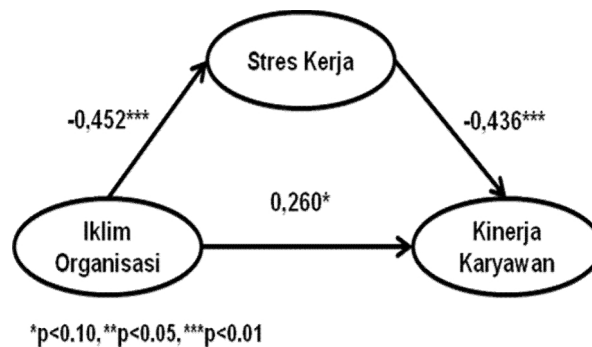 Stres Kerja
-0,452***
-0,436***
0,260*
Iklim
Organisasi
Kinerja
Karyawan
*p<0.10, **p<0.05, ***p<0.01